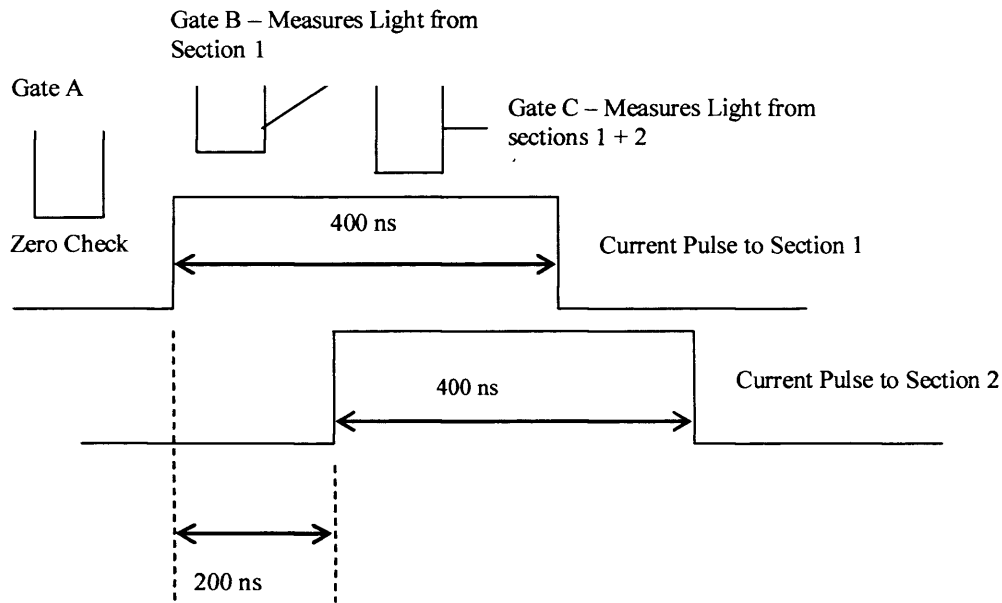 Gate B – Measures Light from
Section 1
Gate A
Gate C – Measures Light from
sections 1 + 2
400 ns
Zero Check
Current Pulse to Section 1
400 ns
Current Pulse to Section 2
200 ns